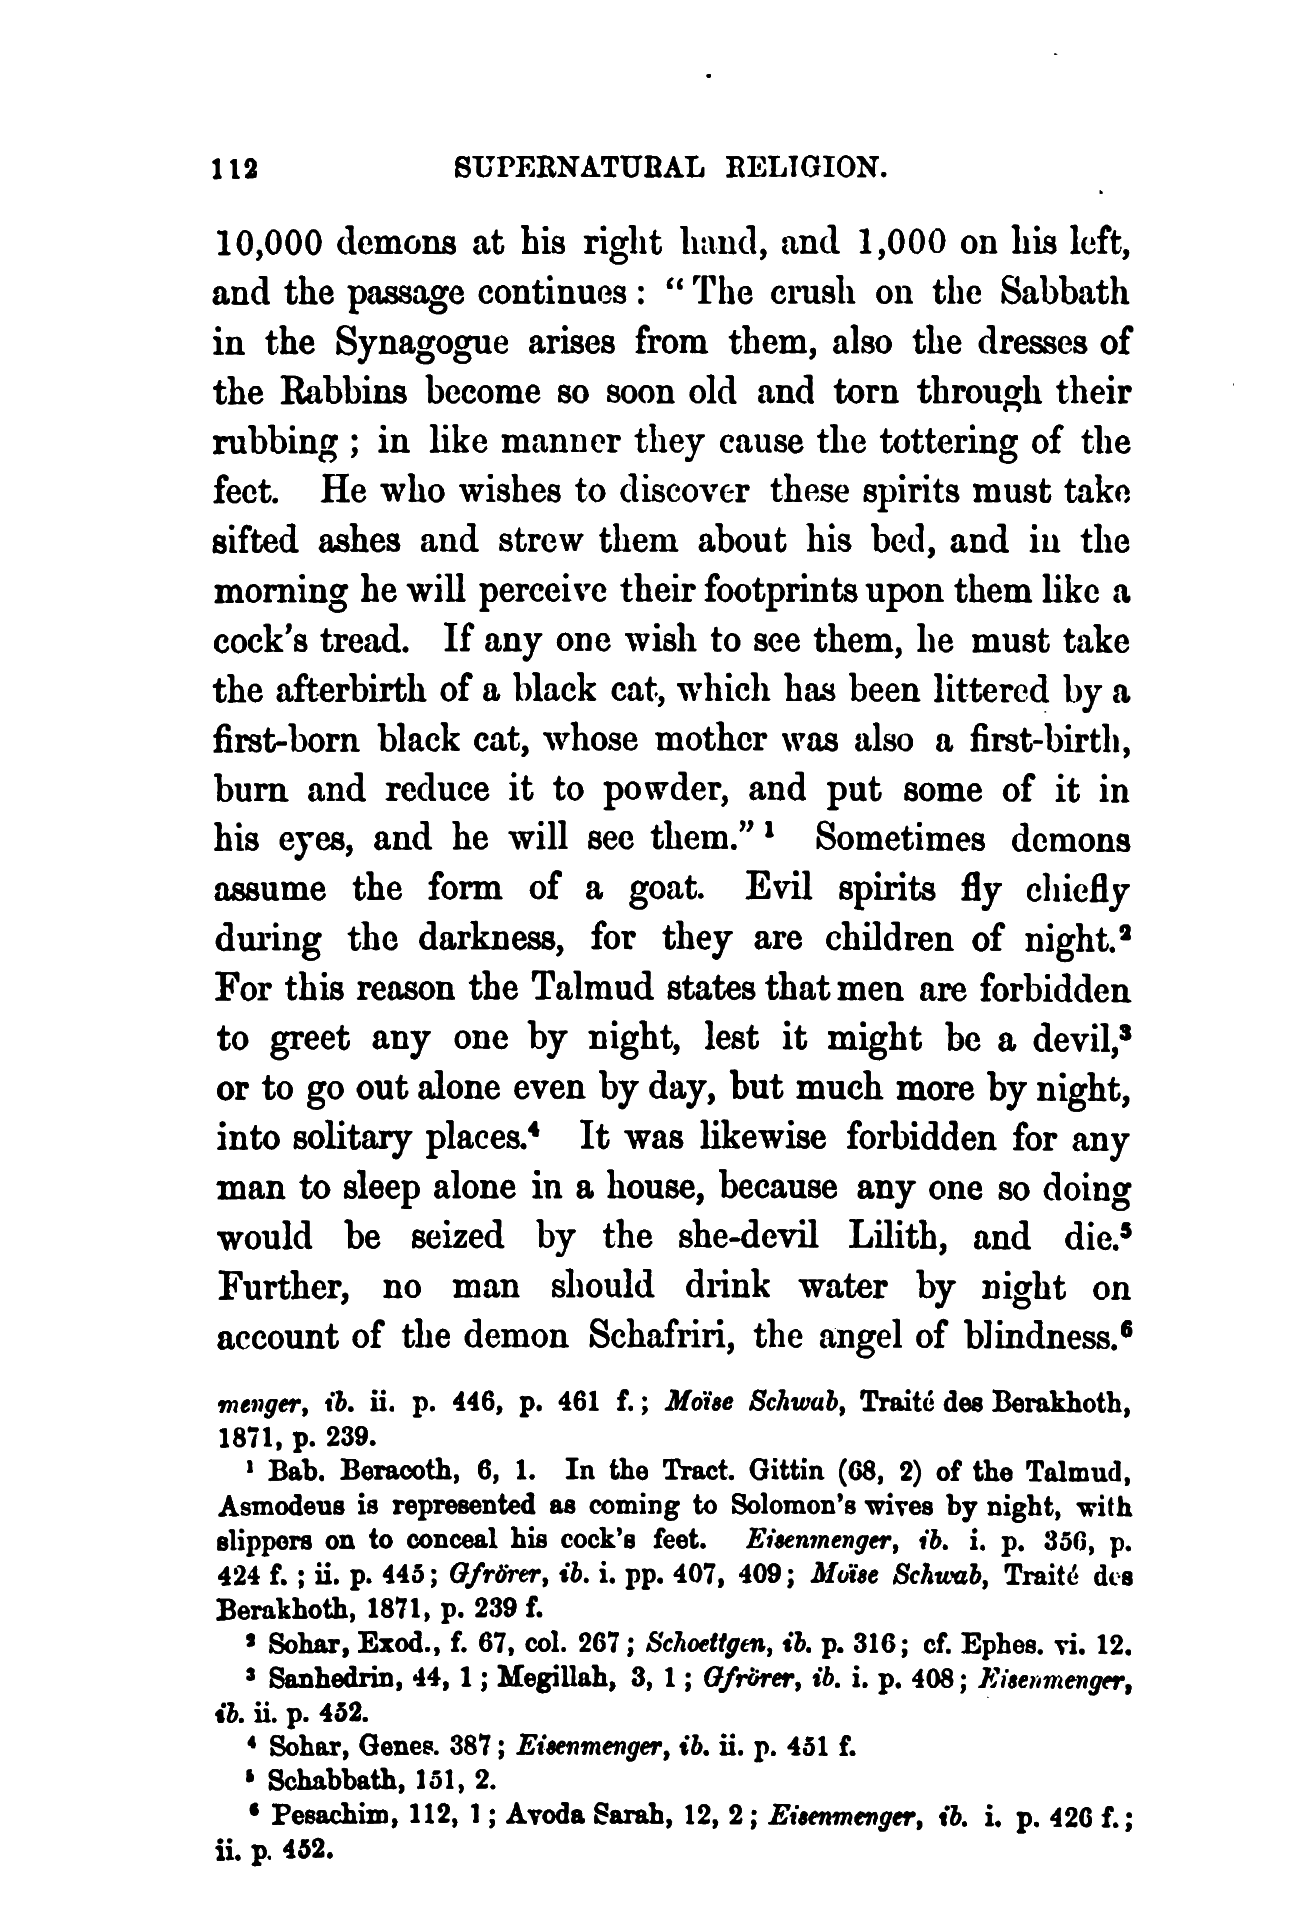 112 SUPERNATURAL RELIGION.
10,000 demons at his right hand, and 1,000 on his left,
and the passage continues : “ The crush on the Sabbath
in the Synagogue arises from them, also the dresses of
the Rabbins become so soon old and torn through their
rubbing ; in like manner they cause the tottering of the
feet. He who wishes to discover these spirits must take
sifted ashes and strew them about his bed, and in the
morning he will perceive their footprints upon them like a
cock’s tread. If any one wish to see them, he must take
the afterbirth of a black cat, which has been littered by a
first-born black cat, whose mother was also a first-birth,
burn and reduce it to powder, and put some of it in
his eyes, and he will see them.” ¹ Sometimes demons
assume the form of a goat. Evil spirits fly chiefly
during the darkness, for they are children of night.²
For this reason the Talmud states that men are forbidden
to greet any one by night, lest it might be a devil,³
or to go out alone even by day, but much more by night,
into solitary places.⁴ It was likewise forbidden for any
man to sleep alone in a house, because any one so doing
would be seized by the she-devil Lilith, and die.⁵
Further, no man should drink water by night on
account of the demon Schafriri, the angel of blindness.⁶
menger, ib. ii. p. 446, p. 461 f. ; Moïse Schwab, Traité des Berakhoth,
1871, p. 239.
¹ Bab. Beracoth, 6, 1. In the Tract. Gittin (68, 2) of the Talmud,
Asmodeus is represented as coming to Solomon’s wives by night, with
slippers on to conceal his cock’s feet. Eisenmenger, ib. i. p. 356, p.
424 f. ; ii. p. 445 ; Gfrörer, ib. i. pp. 407, 409 ; Moïse Schwab, Traité des
Berakhoth, 1871, p. 239 f.
² Sohar, Exod., f. 67, col. 267 ; Schoettgen, ib. p. 316 ; cf. Ephes. vi. 12.
³ Sanhedrin, 44, 1 ; Megillah, 3, 1 ; Gfrörer, ib. i. p. 408 ; Eisenmenger,
ib. ii. p. 452.
⁴ Sohar, Genes. 387 ; Eisenmenger, ib. ii. p. 451 f.
⁵ Schabbath, 151, 2.
⁶ Pesachim, 112, 1 ; Avoda Sarah, 12, 2 ; Eisenmenger, ib. i. p. 426 f. ;
ii. p. 452.